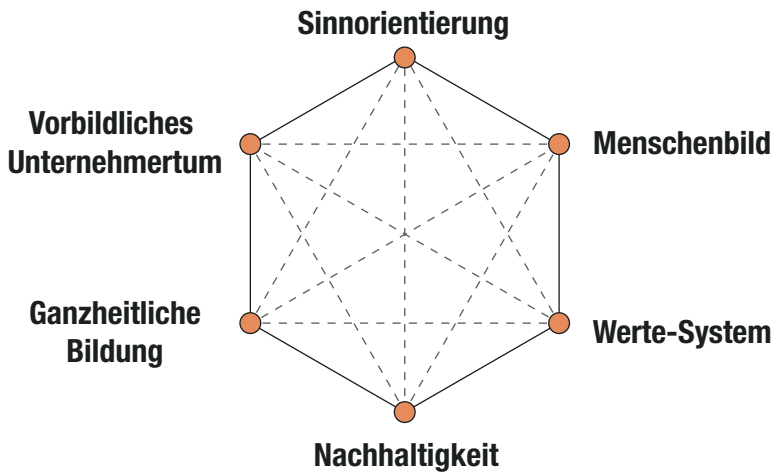 Sinnorientierung
Vorbildliches
Unternehmertum
Menschenbild
Ganzheitliche
Bildung
Werte-System
Nachhaltigkeit